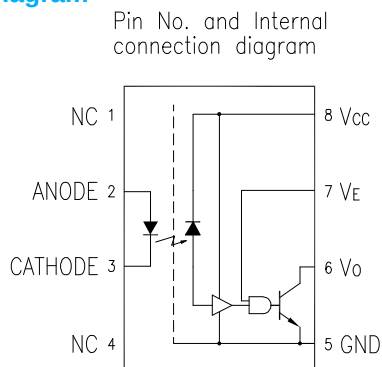 Pin No. and Internal
connection diagram
NC 1
8 Vcc
ANODE 2
7 VE
CATHODE 3
6 Vo
NC 4
5 GND